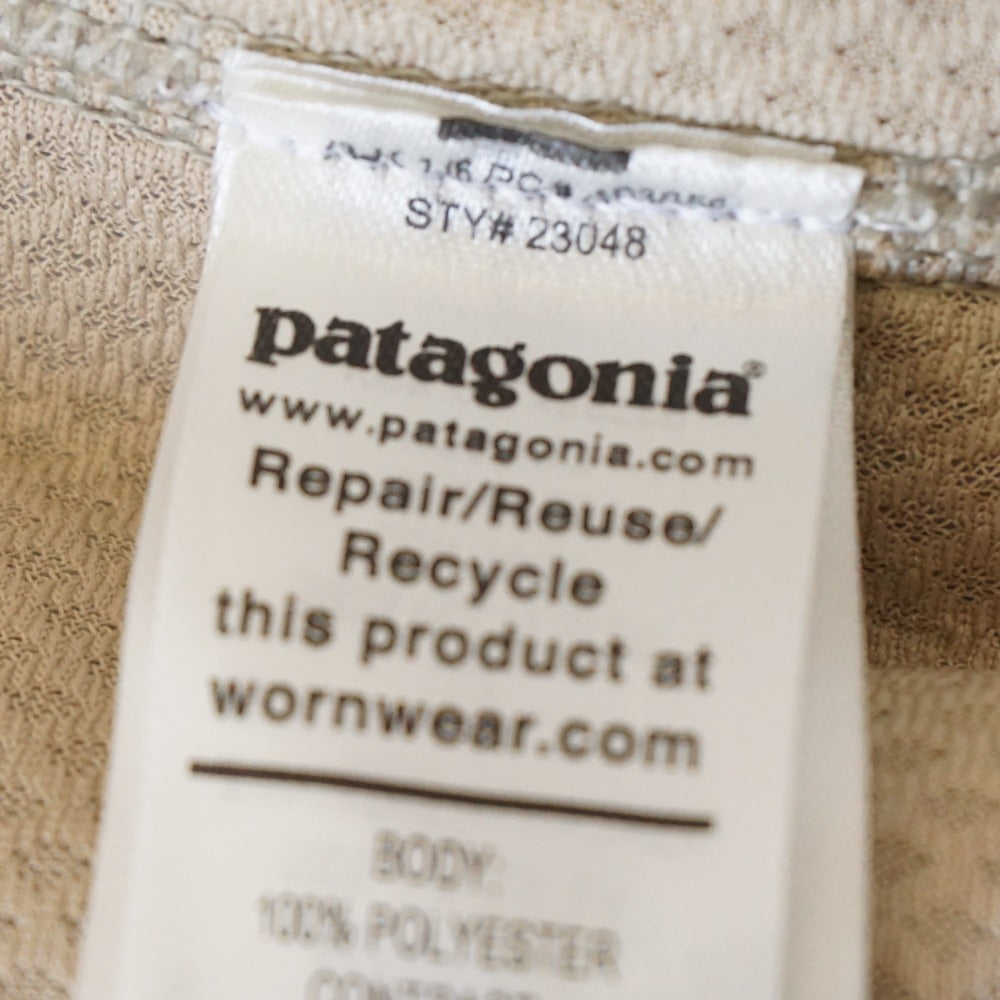 STY# 23048
patagonia®
www.patagonia.com
Repair/Reuse/
Recycle
this product at
wornwear.com
BODY:
100% POLYESTER